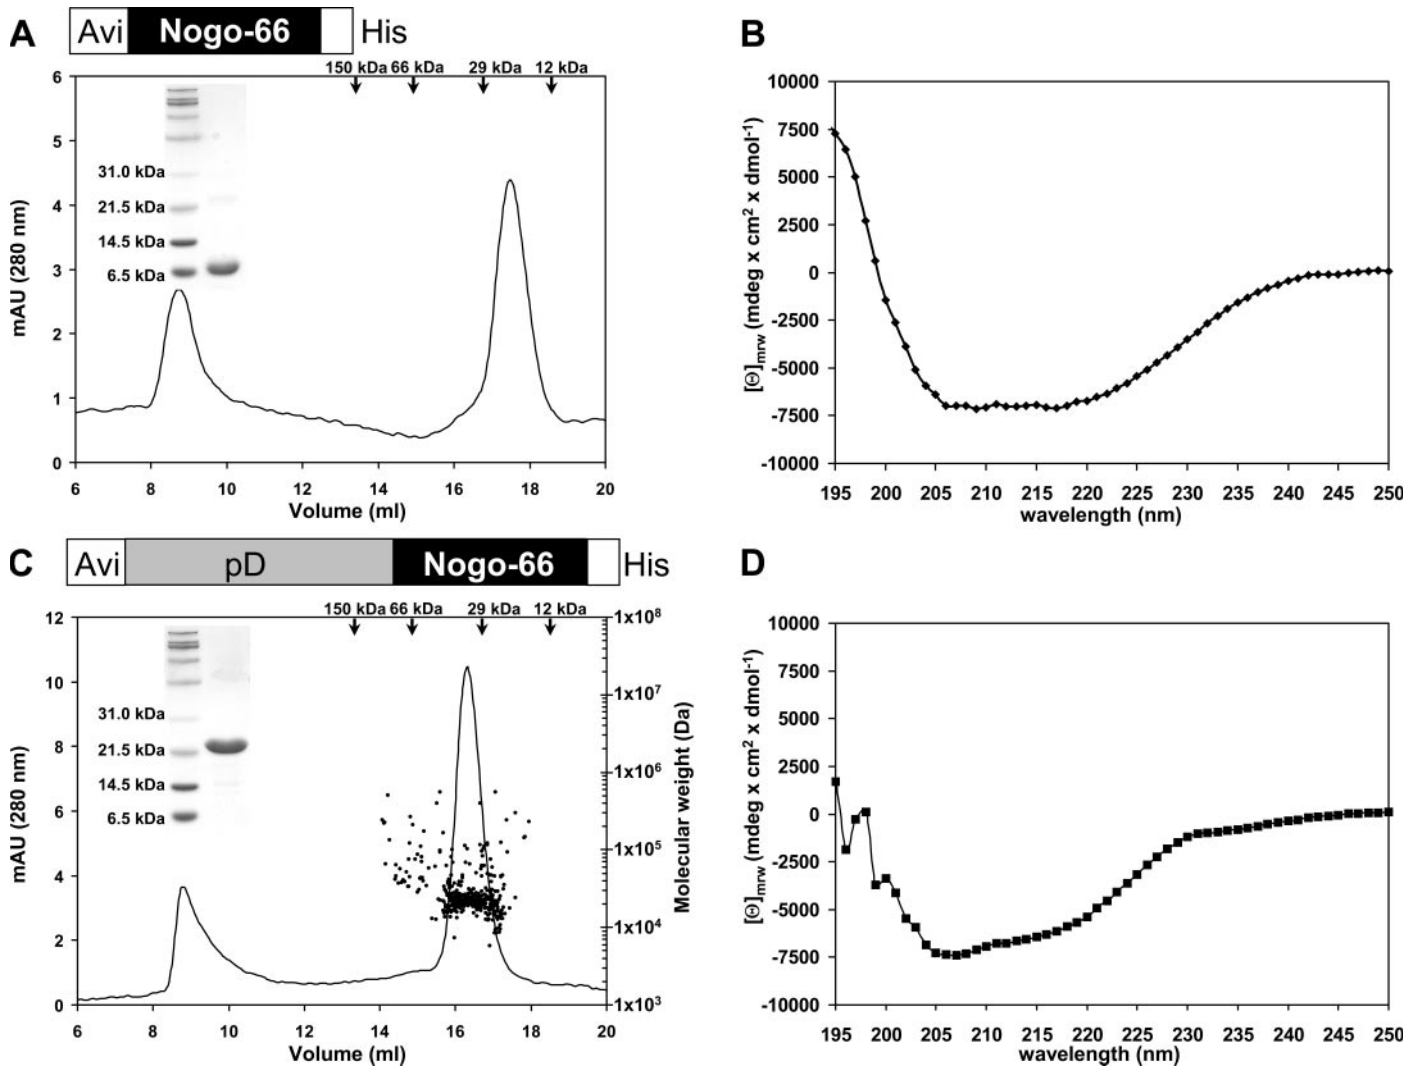 A
Avi Nogo-66 His
150 kDa 66 kDa 29 kDa 12 kDa
6
5
4
3
2
1
0
mAU (280 nm)
31.0 kDa
21.5 kDa
14.5 kDa
6.5 kDa
6 8 10 12 14 16 18 20
Volume (ml)
B
10000
7500
5000
2500
0
-2500
-5000
-7500
-10000
[Θ]mrw (mdeg x cm² x dmol⁻¹)
195 200 205 210 215 220 225 230 235 240 245 250
wavelength (nm)
C
Avi pD Nogo-66 His
150 kDa 66 kDa 29 kDa 12 kDa
12
10
8
6
4
2
0
mAU (280 nm)
31.0 kDa
21.5 kDa
14.5 kDa
6.5 kDa
1x10⁸
1x10⁷
1x10⁶
1x10⁵
1x10⁴
1x10³
Molecular weight (Da)
6 8 10 12 14 16 18 20
Volume (ml)
D
10000
7500
5000
2500
0
-2500
-5000
-7500
-10000
[Θ]mrw (mdeg x cm² x dmol⁻¹)
195 200 205 210 215 220 225 230 235 240 245 250
wavelength (nm)